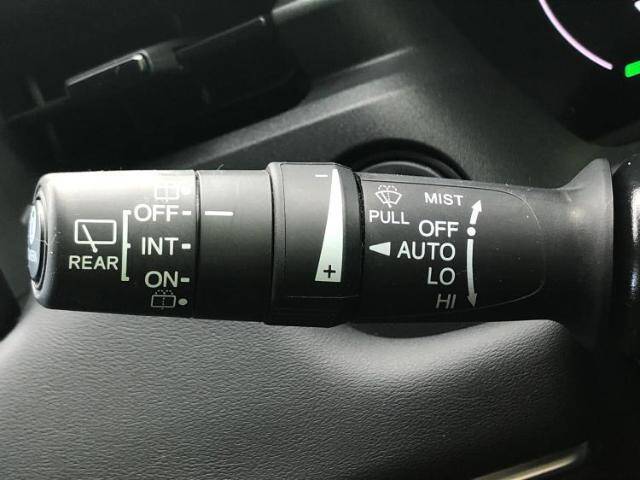 OFF
INT
REAR
ON
−
+
PULL
MIST
OFF
AUTO
LO
HI